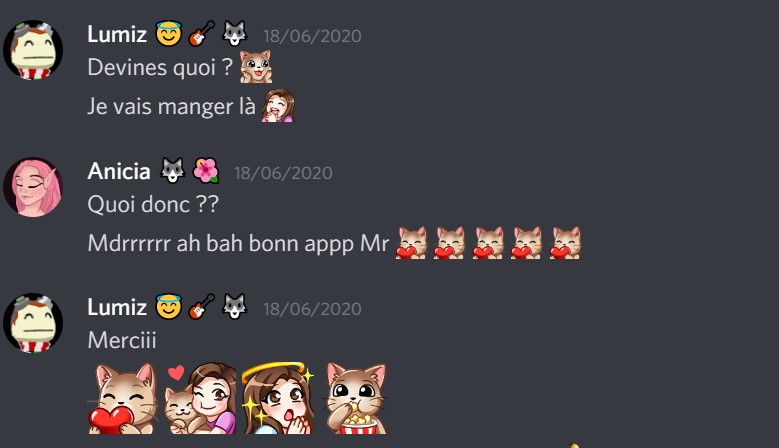 Lumiz 😇🎸🐺 18/06/2020
Devines quoi ?
Je vais manger là
Anicia 🐺🌺 18/06/2020
Quoi donc ??
Mdrrrrrr ah bah bonn appp Mr
Lumiz 😇🎸🐺 18/06/2020
Merciii